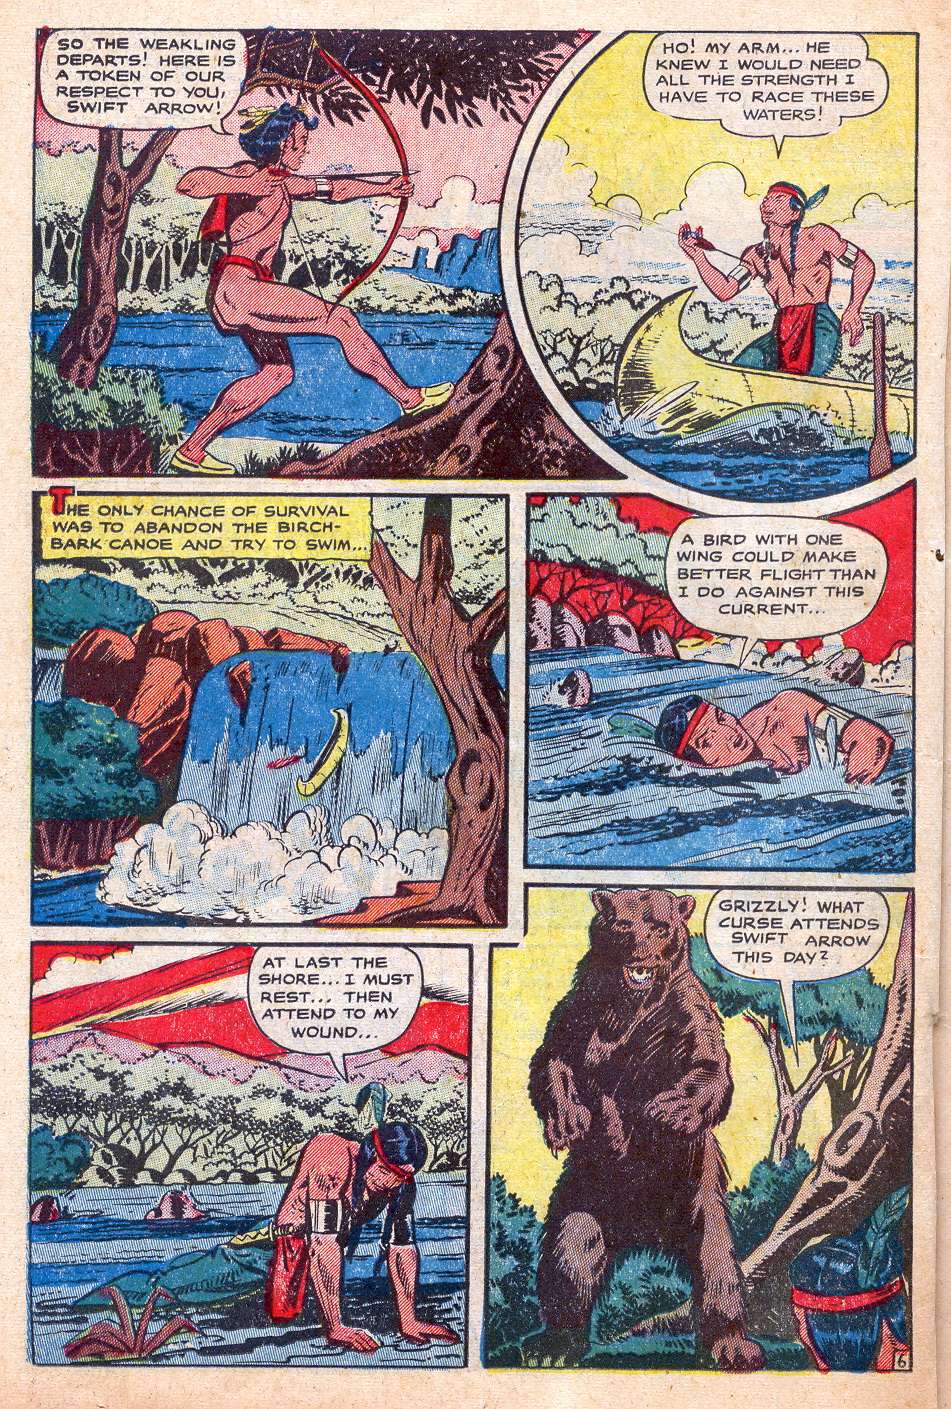 SO THE WEAKLING
DEPARTS! HERE IS
A TOKEN OF OUR
RESPECT TO YOU,
SWIFT ARROW!
HO! MY ARM... HE
KNEW I WOULD NEED
ALL THE STRENGTH I
HAVE TO RACE THESE
WATERS!
THE ONLY CHANCE OF SURVIVAL
WAS TO ABANDON THE BIRCH-
BARK CANOE AND TRY TO SWIM...
A BIRD WITH ONE
WING COULD MAKE
BETTER FLIGHT THAN
I DO AGAINST THIS
CURRENT...
AT LAST THE
SHORE... I MUST
REST... THEN
ATTEND TO MY
WOUND...
GRIZZLY! WHAT
CURSE ATTENDS
SWIFT ARROW
THIS DAY?
6